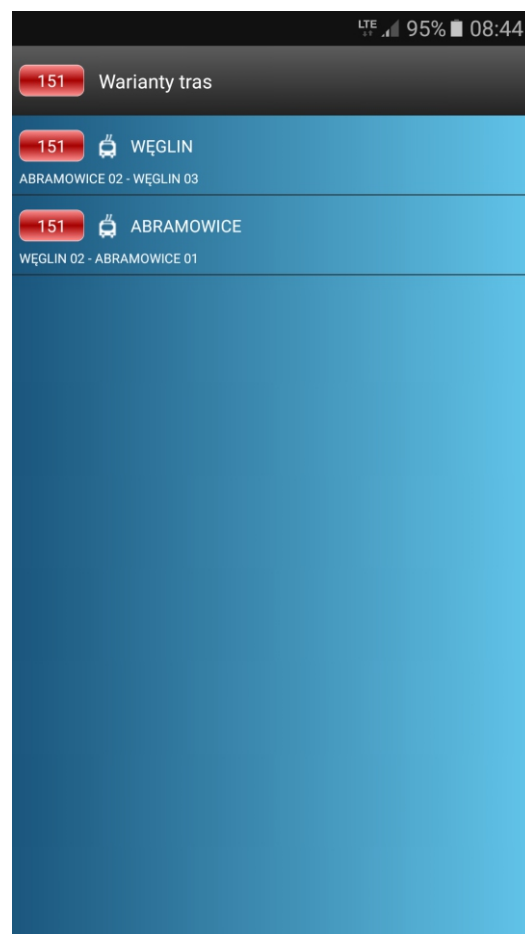 LTE 95% 08:44
151 Warianty tras
151 WĘGLIN
ABRAMOWICE 02 - WĘGLIN 03
151 ABRAMOWICE
WĘGLIN 02 - ABRAMOWICE 01